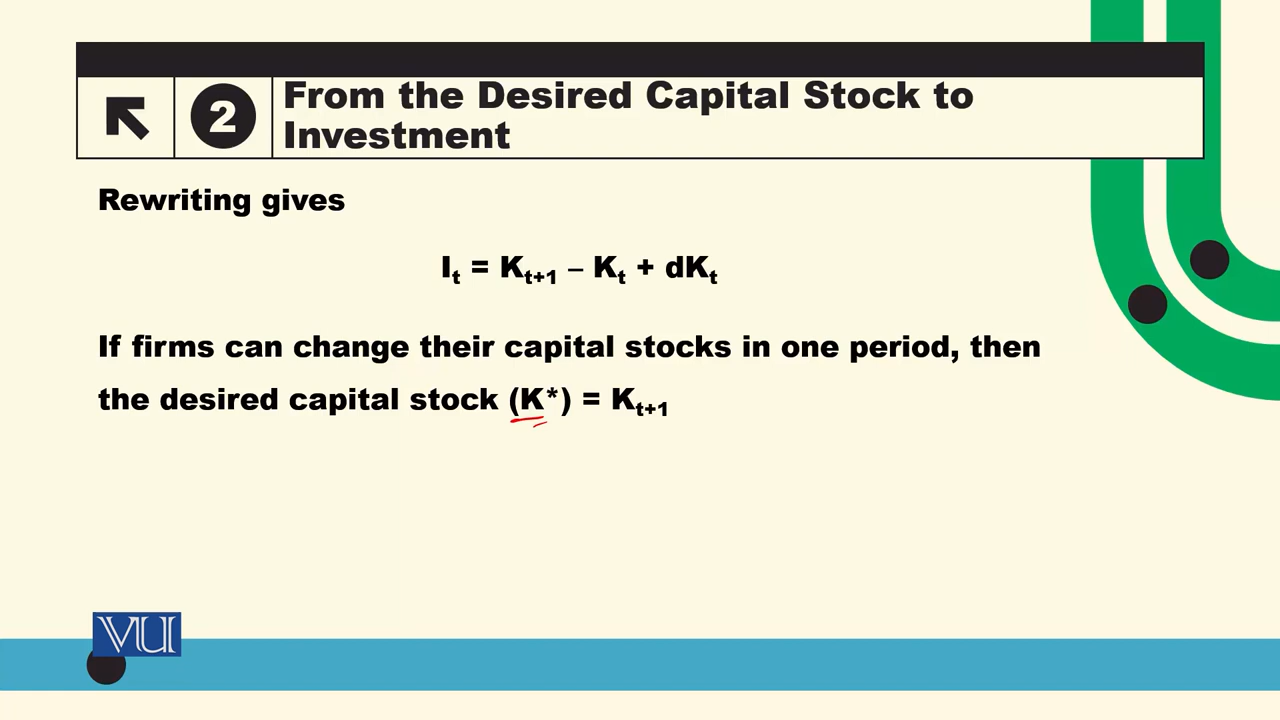 2
From the Desired Capital Stock to
Investment
Rewriting gives
Iₜ = Kₜ₊₁ – Kₜ + dKₜ
If firms can change their capital stocks in one period, then
the desired capital stock (K*) = Kₜ₊₁
VU